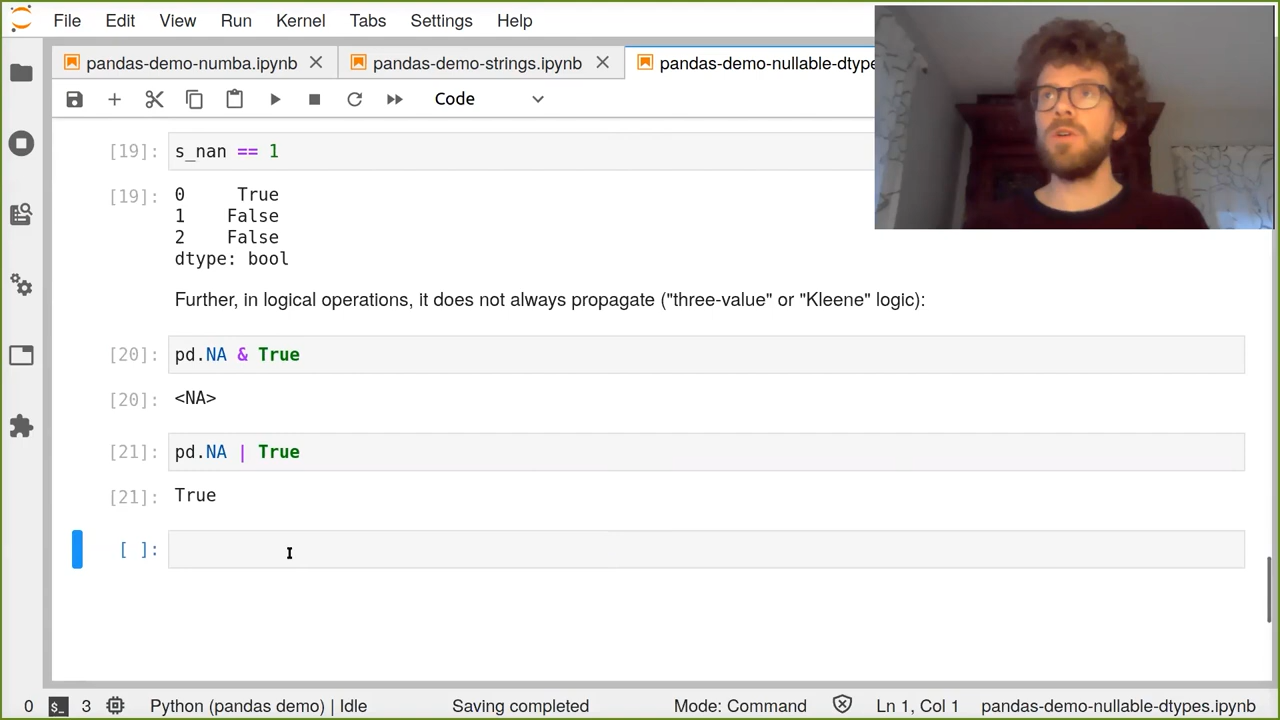 File Edit View Run Kernel Tabs Settings Help
pandas-demo-numba.ipynb pandas-demo-strings.ipynb pandas-demo-nullable-dtype
Code
[19]: s_nan == 1
[19]: 0 True
1 False
2 False
dtype: bool
Further, in logical operations, it does not always propagate ("three-value" or "Kleene" logic):
[20]: pd.NA & True
[20]: <NA>
[21]: pd.NA | True
[21]: True
[ ]:
0 $_ 3 Python (pandas demo) | Idle Saving completed Mode: Command Ln 1, Col 1 pandas-demo-nullable-dtypes.ipynb